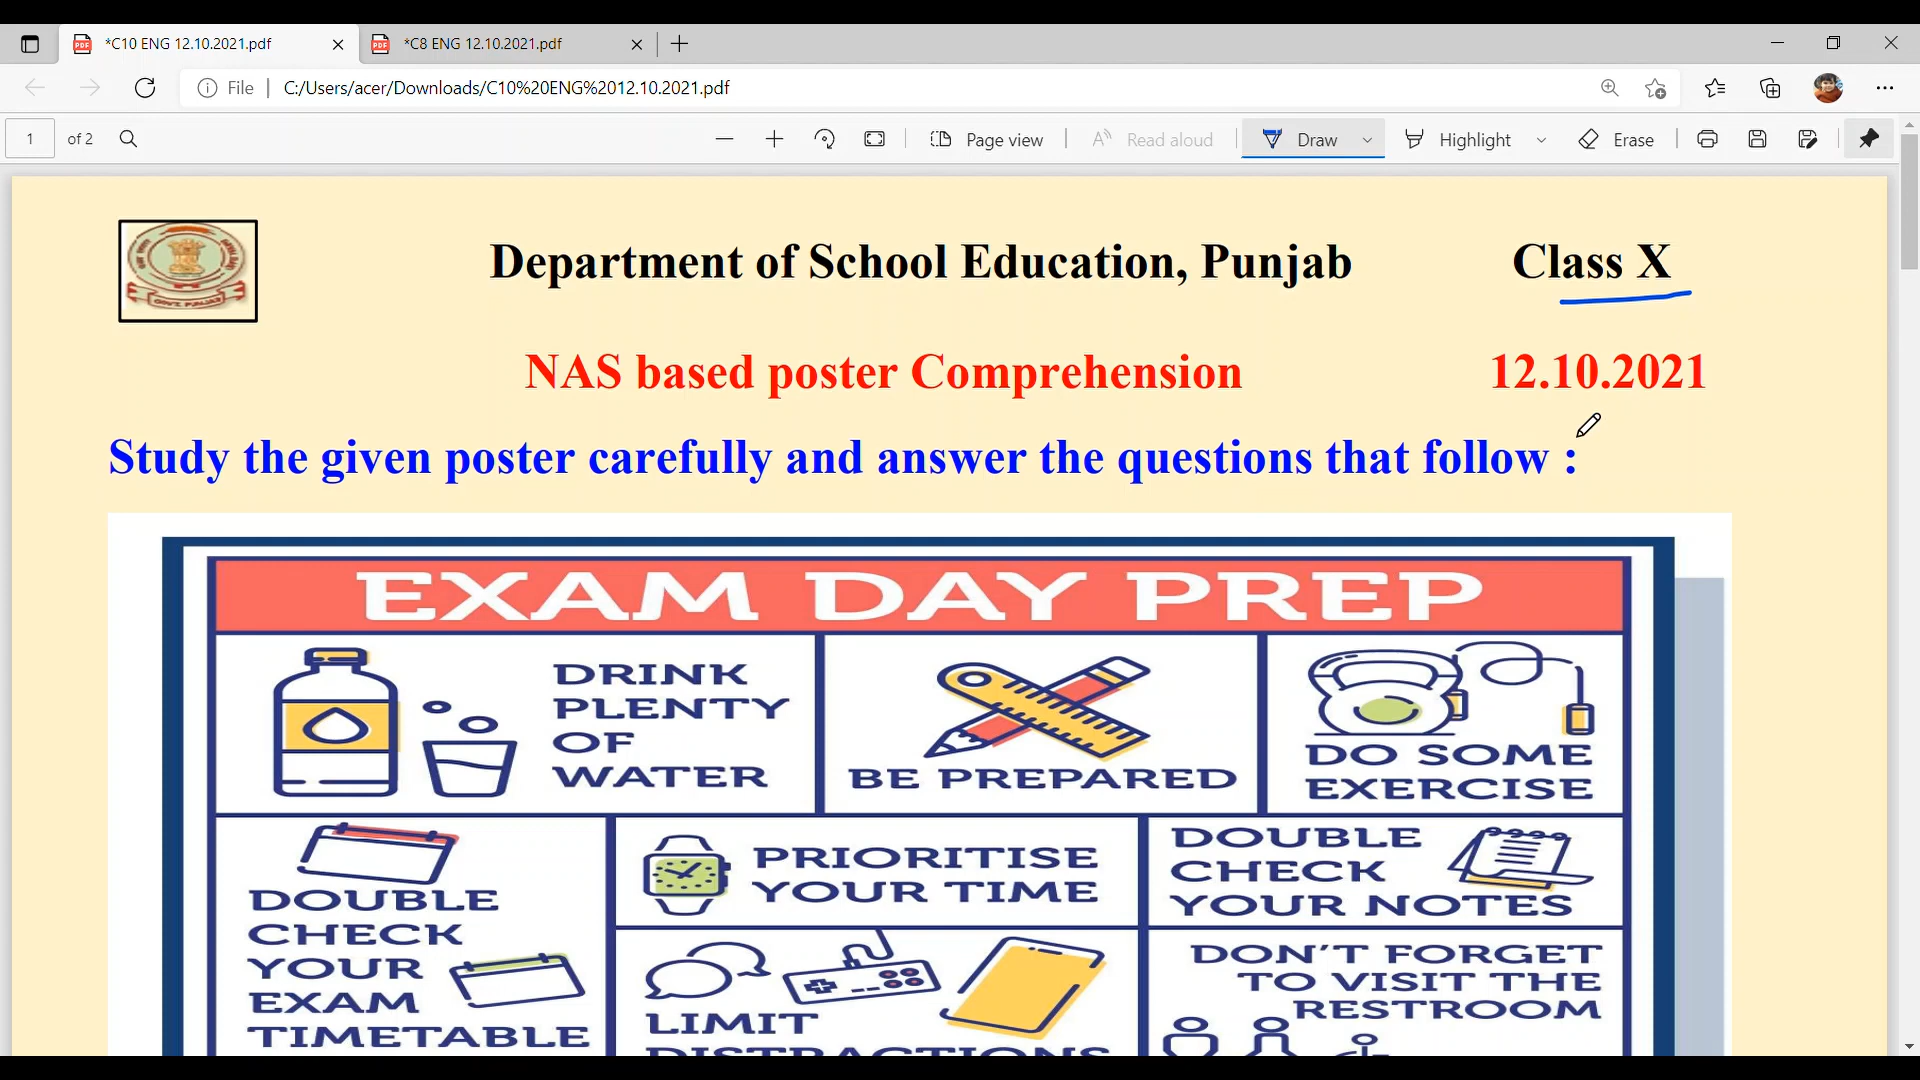 *C10 ENG 12.10.2021.pdf
*C8 ENG 12.10.2021.pdf
File
C:/Users/acer/Downloads/C10%20ENG%2012.10.2021.pdf
1 of 2
Page view
Read aloud
Draw
Highlight
Erase
Department of School Education, Punjab
Class X
NAS based poster Comprehension
12.10.2021
Study the given poster carefully and answer the questions that follow :
EXAM DAY PREP
DRINK
PLENTY
OF
WATER
BE PREPARED
DO SOME
EXERCISE
DOUBLE
CHECK
YOUR
EXAM
TIMETABLE
PRIORITISE
YOUR TIME
DOUBLE
CHECK
YOUR NOTES
LIMIT
DISTRACTIONS
DON'T FORGET
TO VISIT THE
RESTROOM